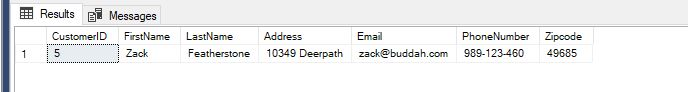 Results Messages
CustomerID FirstName LastName Address Email PhoneNumber Zipcode
1 5 Zack Featherstone 10349 Deerpath zack@buddah.com 989-123-460 49685